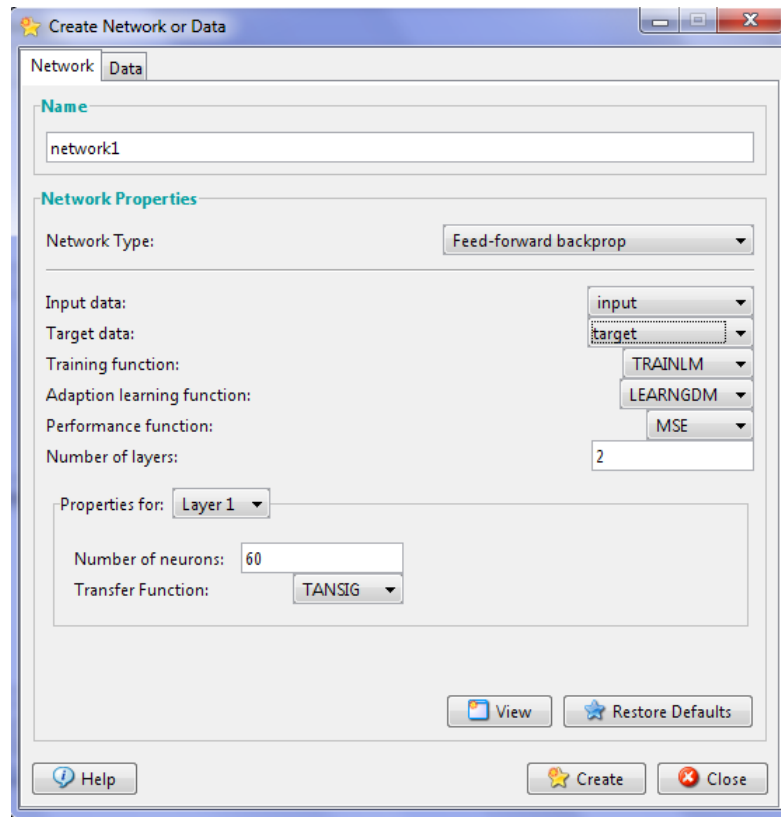 Create Network or Data
Network Data
Name
network1
Network Properties
Network Type: Feed-forward backprop
Input data: input
Target data: target
Training function: TRAINLM
Adaption learning function: LEARNGDM
Performance function: MSE
Number of layers: 2
Properties for: Layer 1
Number of neurons: 60
Transfer Function: TANSIG
View Restore Defaults
Help Create Close